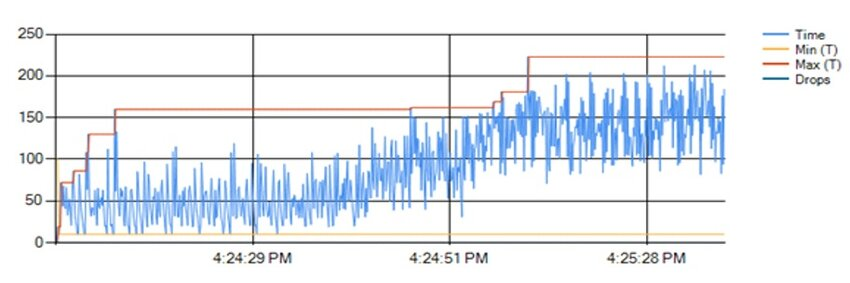 250
200
150
100
50
0
4:24:29 PM
4:24:51 PM
4:25:28 PM
Time
Min (T)
Max (T)
Drops